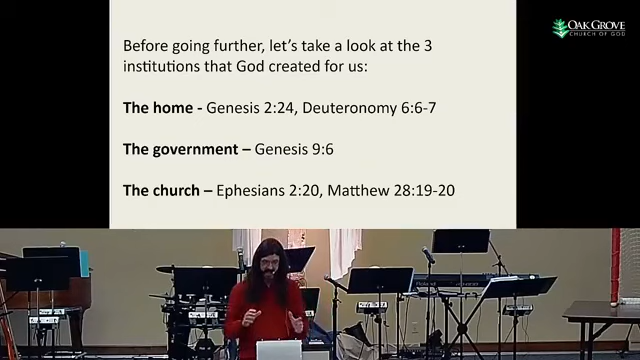 OAK GROVE
CHURCH OF GOD
Before going further, let's take a look at the 3
institutions that God created for us:
The home - Genesis 2:24, Deuteronomy 6:6-7
The government – Genesis 9:6
The church – Ephesians 2:20, Matthew 28:19-20